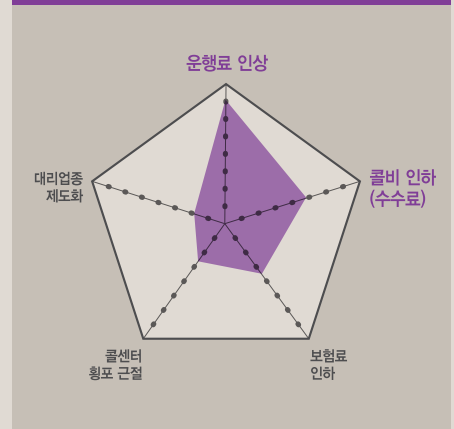 운행료 인상
대리업종
제도화
콜비 인하
(수수료)
콜센터
횡포 근절
보험료
인하